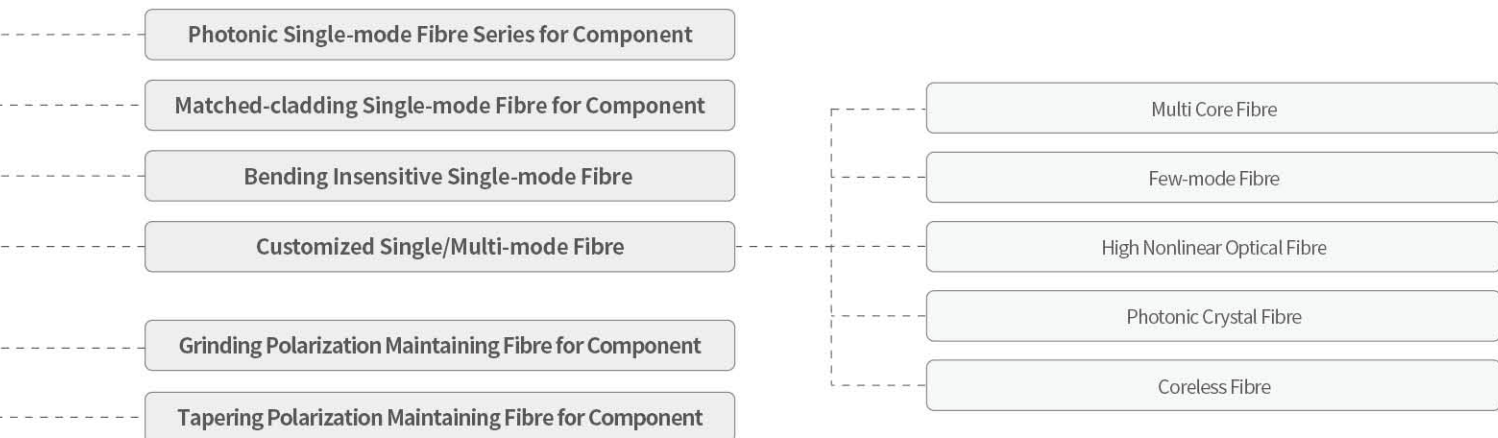 Photonic Single-mode Fibre Series for Component
Matched-cladding Single-mode Fibre for Component
Bending Insensitive Single-mode Fibre
Customized Single/Multi-mode Fibre
Grinding Polarization Maintaining Fibre for Component
Tapering Polarization Maintaining Fibre for Component
Multi Core Fibre
Few-mode Fibre
High Nonlinear Optical Fibre
Photonic Crystal Fibre
Coreless Fibre